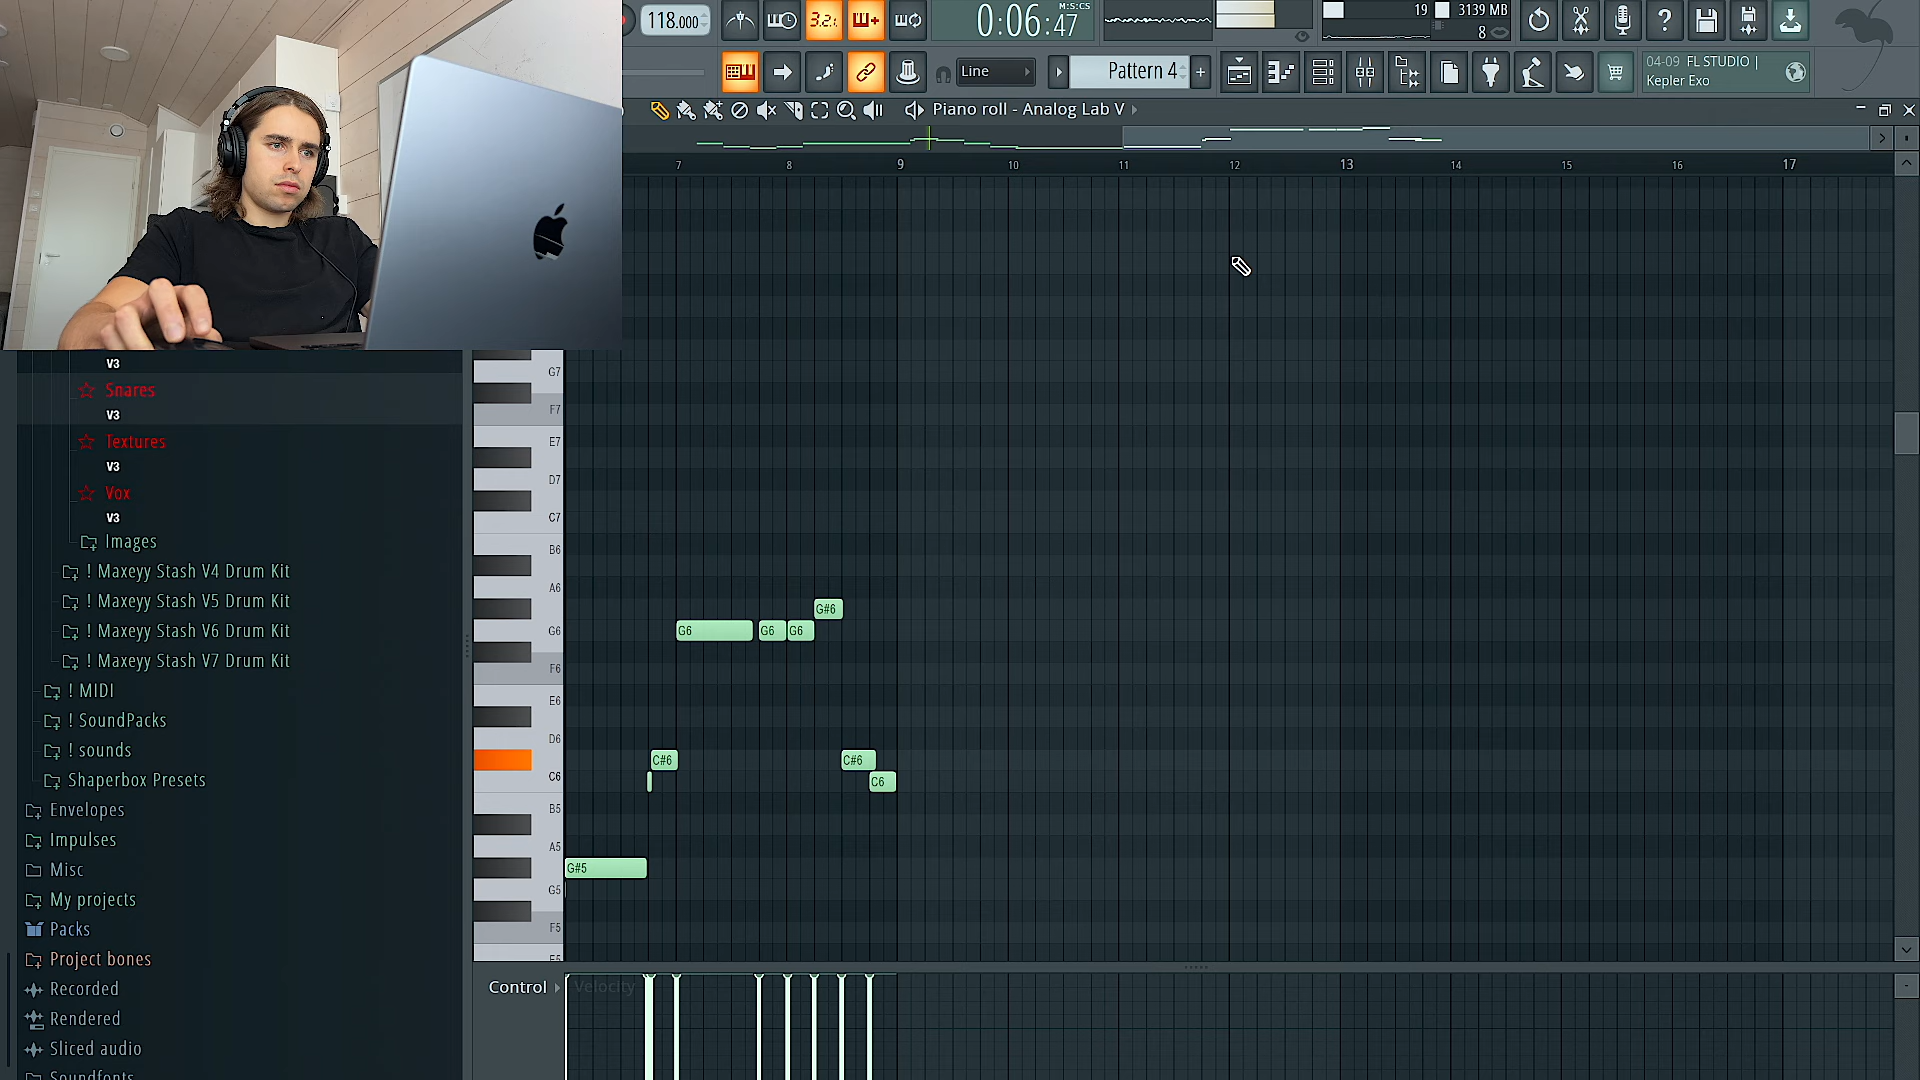 118.000
3.2.
0:06:47
M:S:CS
19
3139 MB
8
Line
Pattern 4
+
04-09 FL STUDIO |
Kepler Exo
Piano roll - Analog Lab V
7 8 9 10 11 12 13 14 15 16 17
V3
Snares
V3
Textures
V3
Vox
V3
Images
! Maxeyy Stash V4 Drum Kit
! Maxeyy Stash V5 Drum Kit
! Maxeyy Stash V6 Drum Kit
! Maxeyy Stash V7 Drum Kit
! MIDI
! SoundPacks
! sounds
Shaperbox Presets
Envelopes
Impulses
Misc
My projects
Packs
Project bones
Recorded
Rendered
Sliced audio
Soundfonts
G7
F7
E7
D7
C7
B6
A6
G6
F6
E6
D6
C6
B5
A5
G5
F5
E5
G#6
G6 G6 G6
C#6 C#6
C6
G#5
Control Velocity